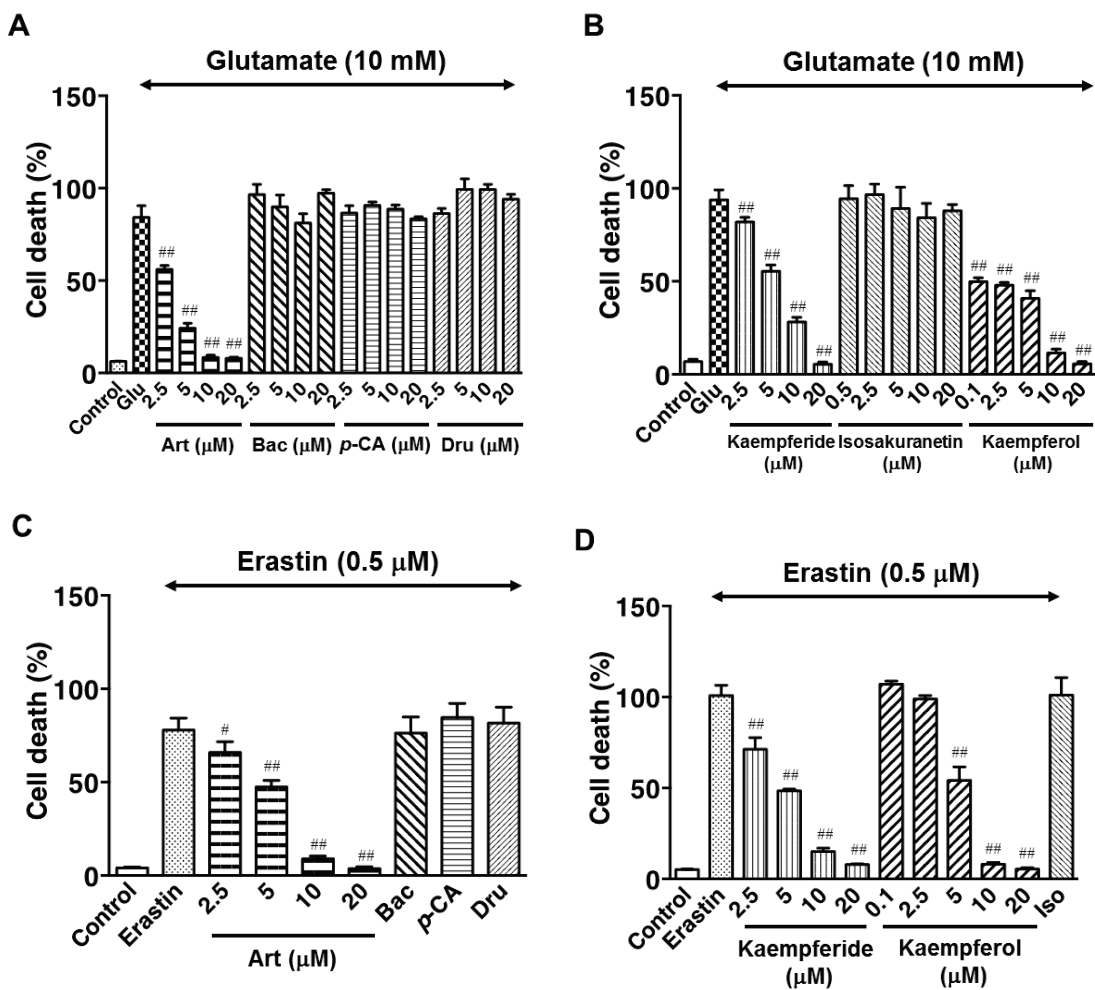 A
Glutamate (10 mM)
Cell death (%)
150
100
50
0
## ## ## ##
Control Glu 2.5 5 10 20 2.5 5 10 20 2.5 5 10 20 2.5 5 10 20
Art (μM) Bac (μM) p-CA (μM) Dru (μM)
B
Glutamate (10 mM)
Cell death (%)
150
100
50
0
## ## ## ## ## ## ## ## ##
Control Glu 2.5 5 10 20 0.5 2.5 5 10 20 0.1 2.5 5 10 20
Kaempferide Isosakuranetin Kaempferol
(μM) (μM) (μM)
C
Erastin (0.5 μM)
Cell death (%)
150
100
50
0
# ## ## ##
Control Erastin 2.5 5 10 20 Bac p-CA Dru
Art (μM)
D
Erastin (0.5 μM)
Cell death (%)
150
100
50
0
## ## ## ## ## ## ##
Control Erastin 2.5 5 10 20 0.1 2.5 5 10 20 Iso
Kaempferide Kaempferol
(μM) (μM)